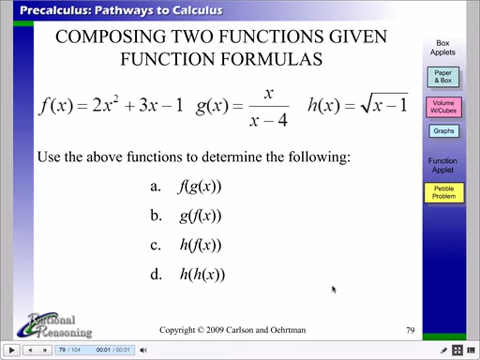 Precalculus: Pathways to Calculus
COMPOSING TWO FUNCTIONS GIVEN
FUNCTION FORMULAS
f(x) = 2x² + 3x − 1 g(x) = x / (x − 4) h(x) = √(x − 1)
Use the above functions to determine the following:
a. f(g(x))
b. g(f(x))
c. h(f(x))
d. h(h(x))
Box
Applets
Paper
& Box
Volume
W/Cubes
Graphs
Function
Applet
Pebble
Problem
Rational
Reasoning
Copyright © 2009 Carlson and Oehrtman
79
79 / 104
00:01 / 00:01